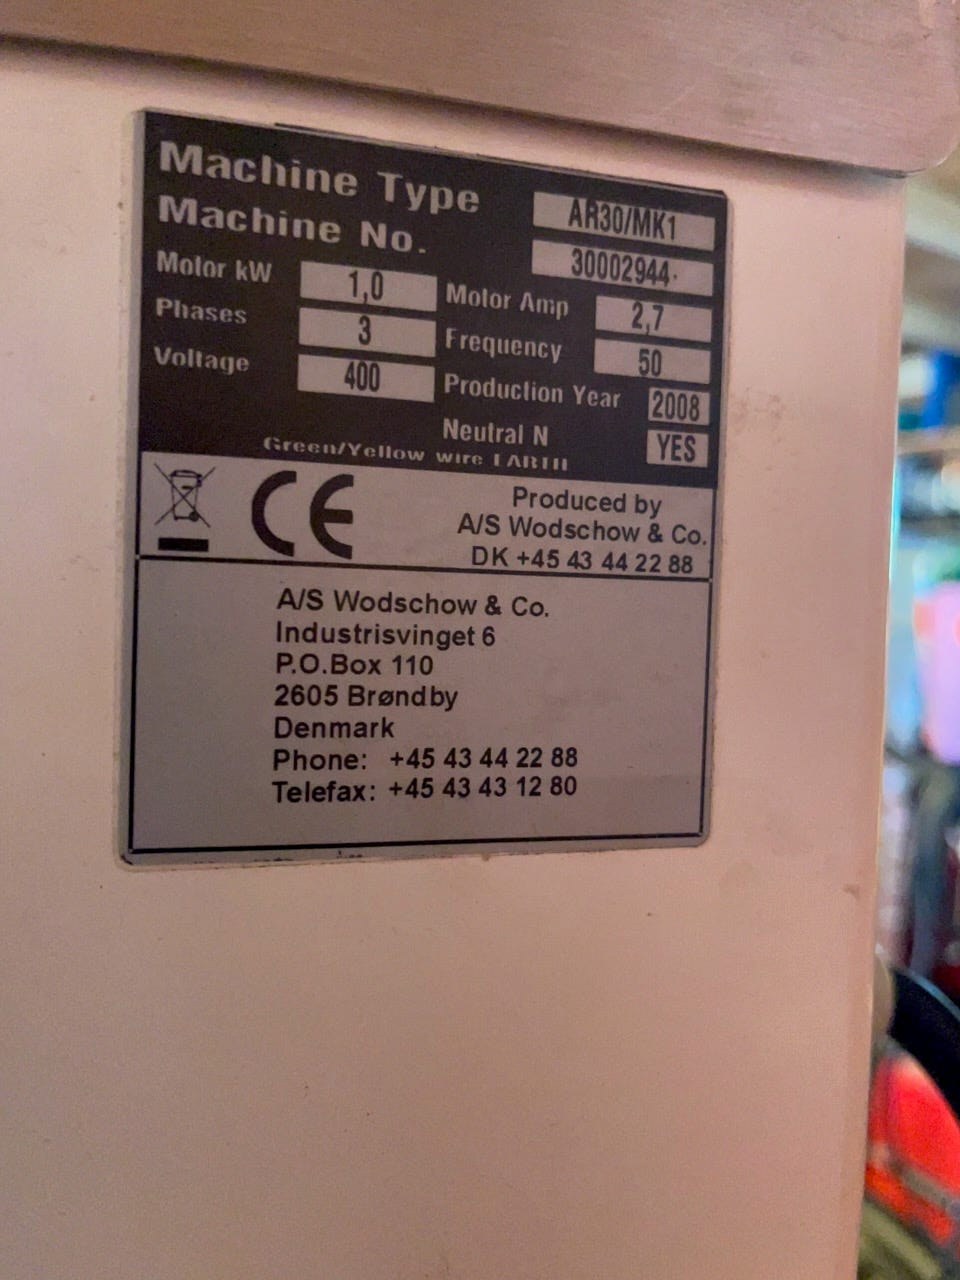 Machine Type AR30/MK1
Machine No. 30002944
Motor kW 1,0 Motor Amp 2,7
Phases 3 Frequency 50
Voltage 400 Production Year 2008
Neutral N YES
Green/Yellow wire EARTH
CE
Produced by
A/S Wodschow & Co.
DK +45 43 44 22 88
A/S Wodschow & Co.
Industrisvinget 6
P.O.Box 110
2605 Brøndby
Denmark
Phone: +45 43 44 22 88
Telefax: +45 43 43 12 80